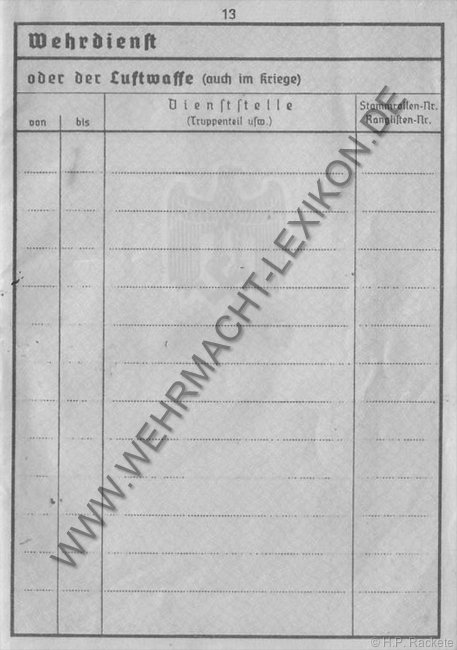 13
Wehrdienst
oder der Luftwaffe (auch im Kriege)
von
bis
Dienststelle
(Truppenteil usw.)
Stammrollen-Nr.
Ranglisten-Nr.
WWW.WEHRMACHT-LEXIKON.DE
© H.P. Rackete